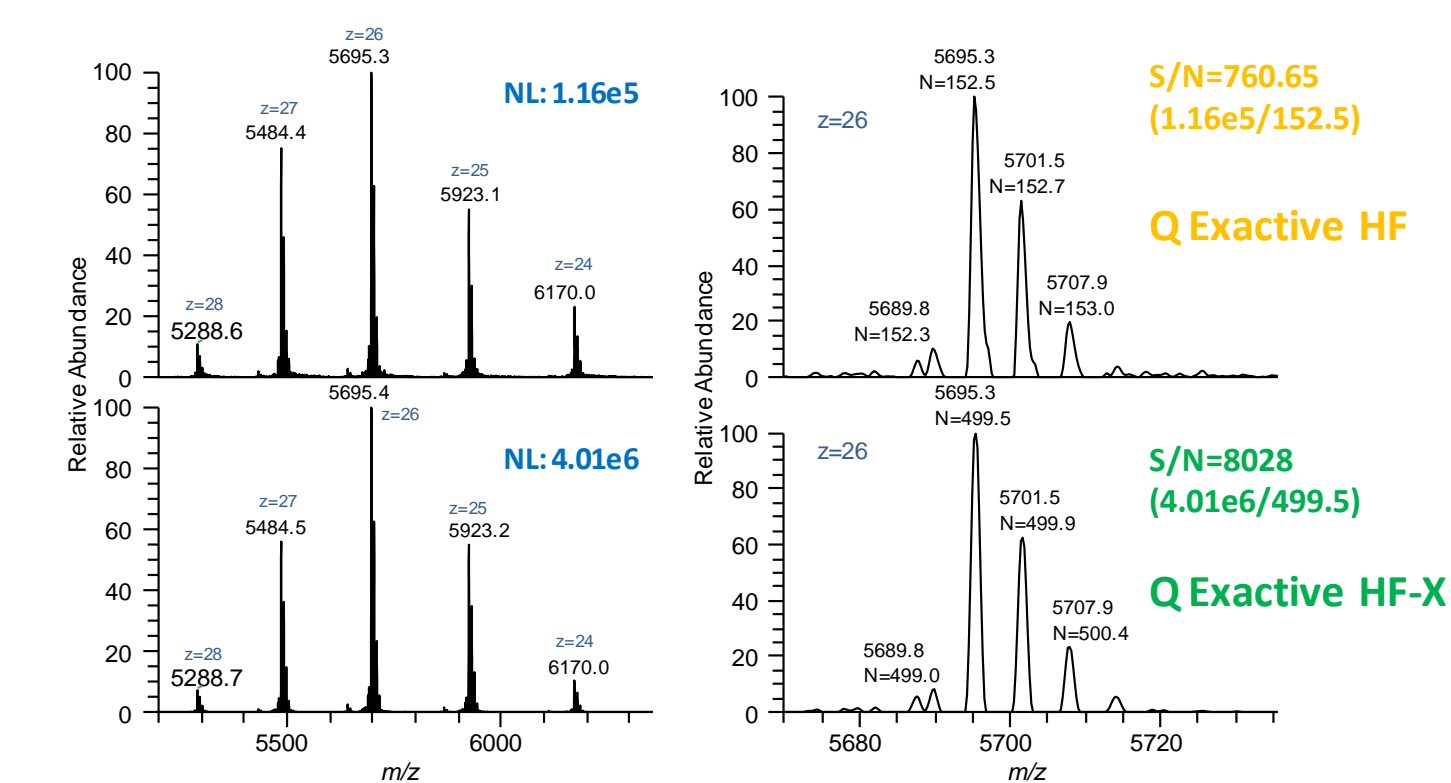 z=26
5695.3
NL: 1.16e5
z=27
5484.4
z=25
5923.1
z=24
6170.0
z=28
5288.6
100
80
60
40
20
0
Relative Abundance
5695.4
z=26
NL: 4.01e6
z=27
5484.5
z=25
5923.2
z=24
6170.0
z=28
5288.7
100
80
60
40
20
0
5500
6000
m/z
5695.3
N=152.5
z=26
5701.5
N=152.7
5707.9
N=153.0
5689.8
N=152.3
100
80
60
40
20
0
Relative Abundance
S/N=760.65
(1.16e5/152.5)
Q Exactive HF
5695.3
N=499.5
z=26
5701.5
N=499.9
5707.9
N=500.4
5689.8
N=499.0
100
80
60
40
20
0
5680
5700
5720
m/z
S/N=8028
(4.01e6/499.5)
Q Exactive HF-X